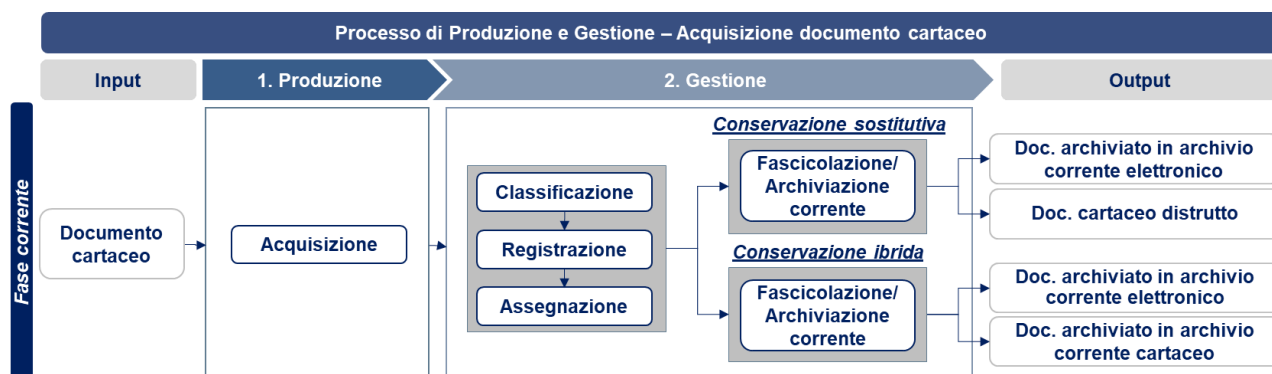 Processo di Produzione e Gestione – Acquisizione documento cartaceo
Input
1. Produzione
2. Gestione
Output
Fase corrente
Documento
cartaceo
Acquisizione
Classificazione
Registrazione
Assegnazione
Conservazione sostitutiva
Fascicolazione/
Archiviazione
corrente
Conservazione ibrida
Fascicolazione/
Archiviazione
corrente
Doc. archiviato in archivio
corrente elettronico
Doc. cartaceo distrutto
Doc. archiviato in archivio
corrente elettronico
Doc. archiviato in archivio
corrente cartaceo